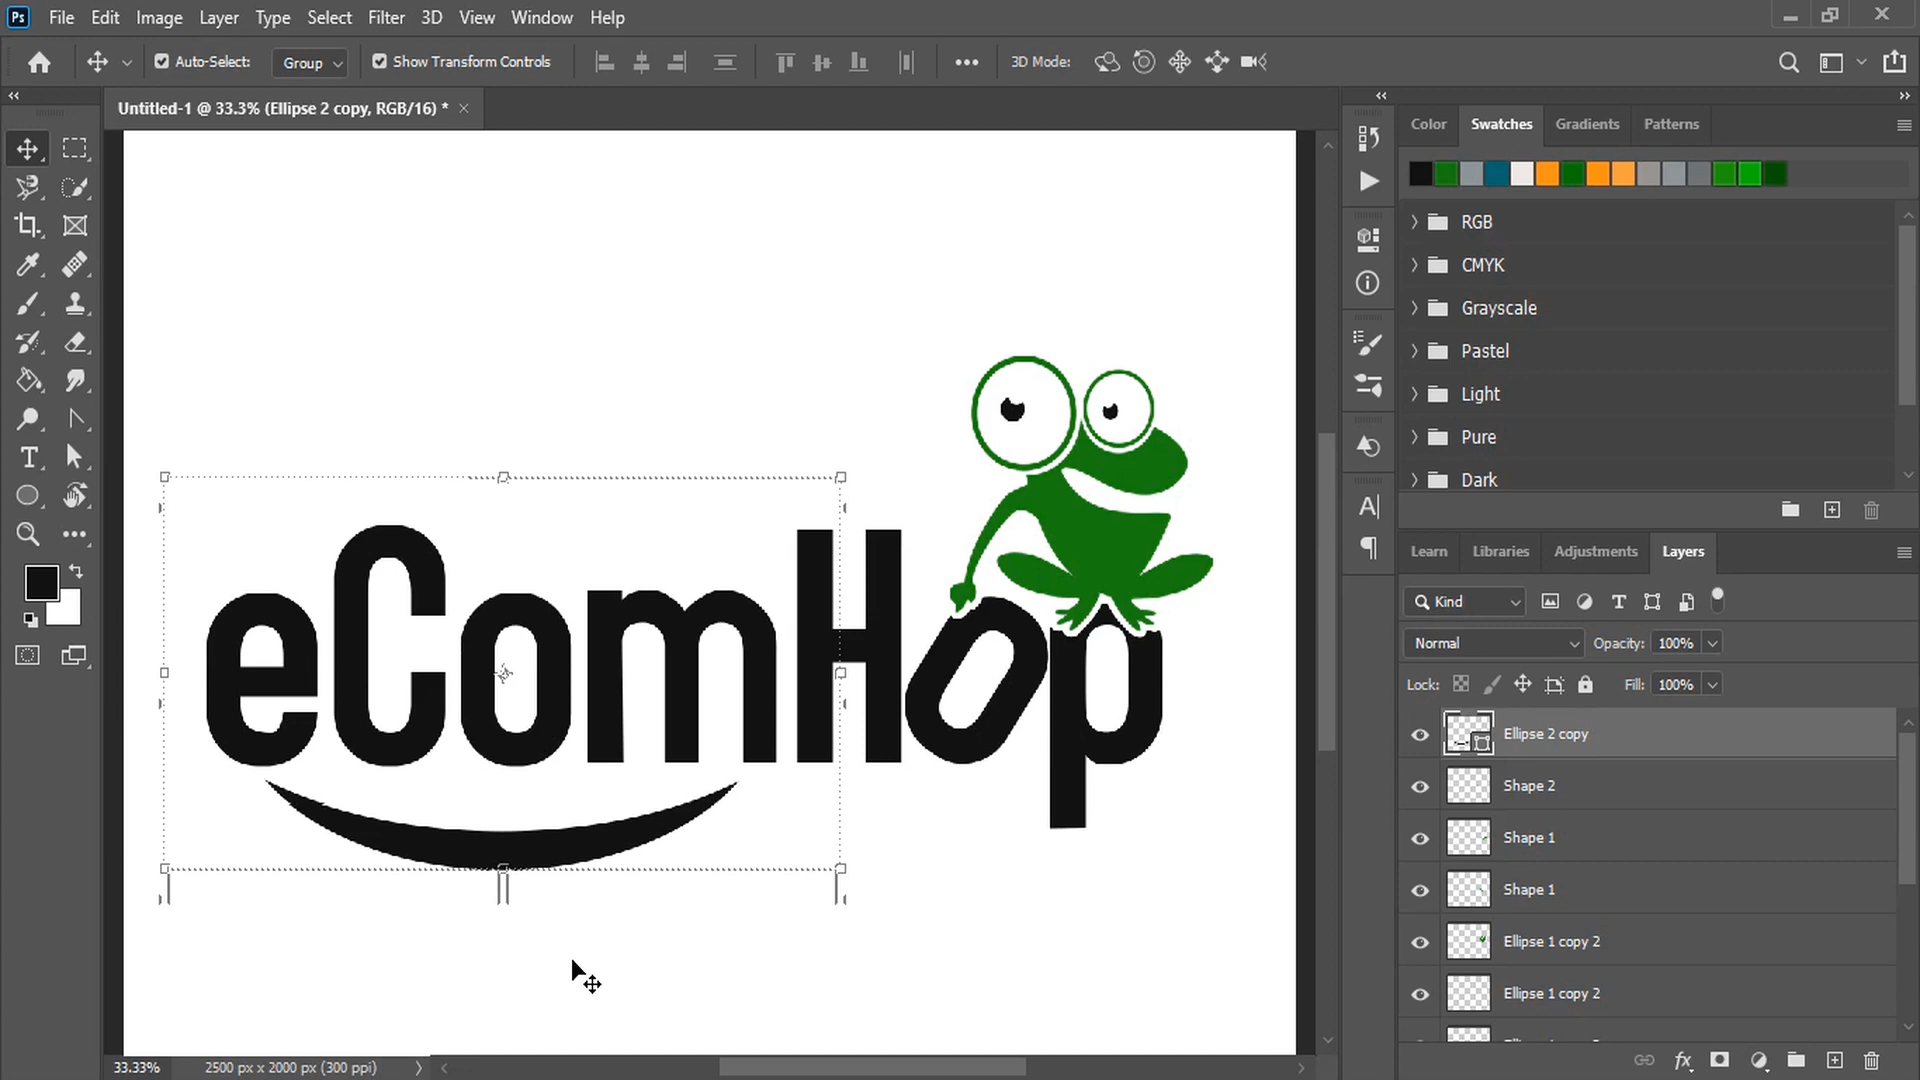 Ps File Edit Image Layer Type Select Filter 3D View Window Help
Auto-Select: Group Show Transform Controls 3D Mode:
Untitled-1 @ 33.3% (Ellipse 2 copy, RGB/16) *
Color Swatches Gradients Patterns
RGB
CMYK
Grayscale
Pastel
Light
Pure
Dark
eComHop
Learn Libraries Adjustments Layers
Kind
Normal Opacity: 100%
Lock: Fill: 100%
Ellipse 2 copy
Shape 2
Shape 1
Shape 1
Ellipse 1 copy 2
Ellipse 1 copy 2
33.33% 2500 px x 2000 px (300 ppi)